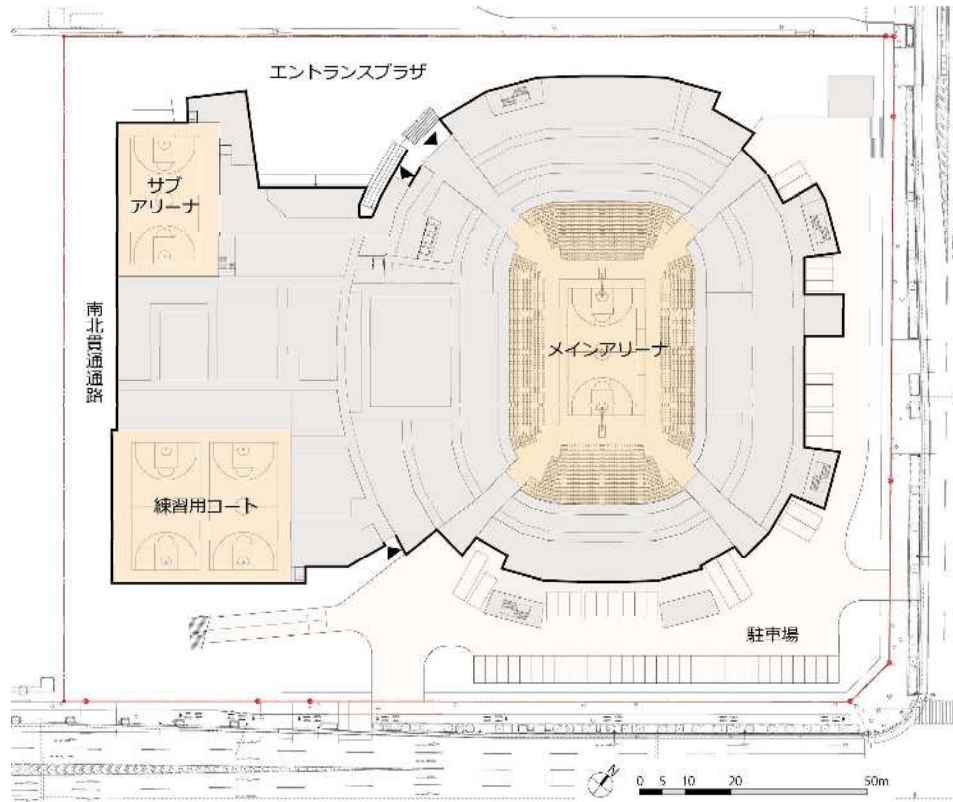 エントランスプラザ
サブ
アリーナ
南北貫通通路
メインアリーナ
練習用コート
駐車場
N
0 5 10 20 50m